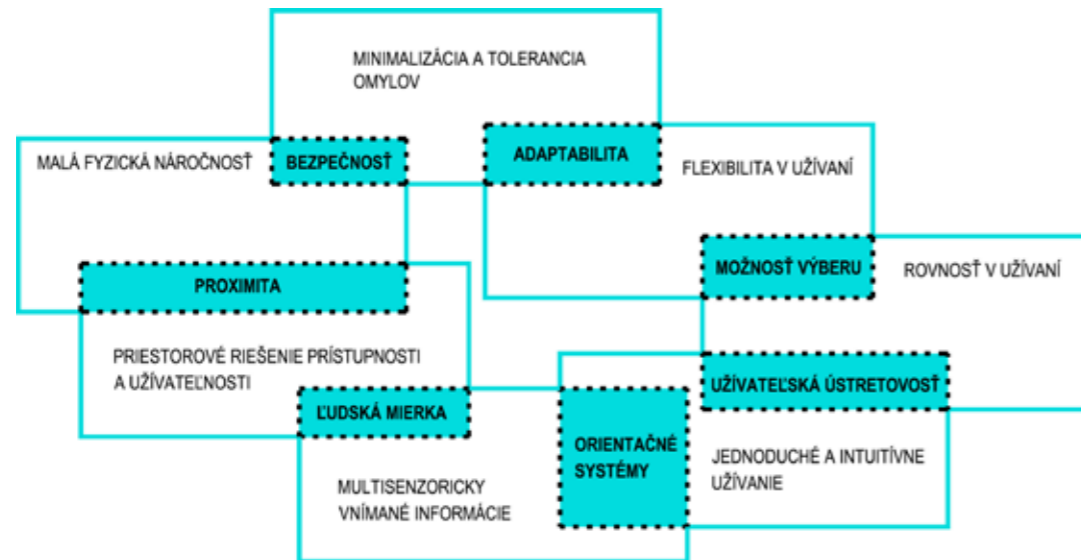 MINIMALIZÁCIA A TOLERANCIA
OMYLOV
MALÁ FYZICKÁ NÁROČNOSŤ
BEZPEČNOSŤ
ADAPTABILITA
FLEXIBILITA V UŽÍVANÍ
PROXIMITA
MOŽNOSŤ VÝBERU
ROVNOSŤ V UŽÍVANÍ
PRIESTOROVÉ RIEŠENIE PRÍSTUPNOSTI
A UŽÍVATEĽNOSTI
UŽÍVATEĽSKÁ ÚSTRETOVOSŤ
ĽUDSKÁ MIERKA
ORIENTAČNÉ
SYSTÉMY
JEDNODUCHÉ A INTUITÍVNE
UŽÍVANIE
MULTISENZORICKY
VNÍMANÉ INFORMÁCIE